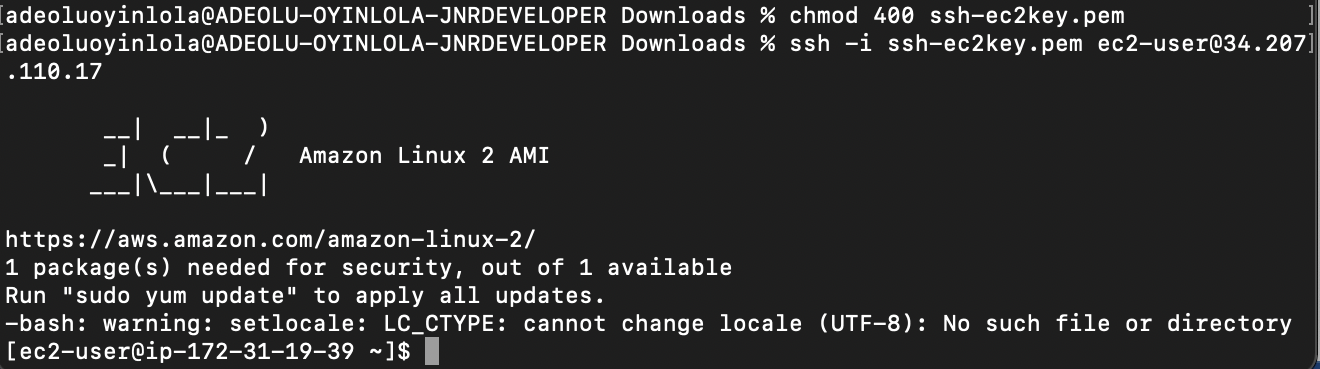 [adeoluoyinlola@ADEOLU-OYINLOLA-JNRDEVELOPER Downloads % chmod 400 ssh-ec2key.pem ]
[adeoluoyinlola@ADEOLU-OYINLOLA-JNRDEVELOPER Downloads % ssh -i ssh-ec2key.pem ec2-user@34.207]
.110.17
       __|  __|_  )
       _|  (     /   Amazon Linux 2 AMI
      ___|\___|___|
https://aws.amazon.com/amazon-linux-2/
1 package(s) needed for security, out of 1 available
Run "sudo yum update" to apply all updates.
-bash: warning: setlocale: LC_CTYPE: cannot change locale (UTF-8): No such file or directory
[ec2-user@ip-172-31-19-39 ~]$